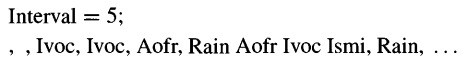 Interval = 5;
, , Ivoc, Ivoc, Aofr, Rain Aofr Ivoc Ismi, Rain, ...